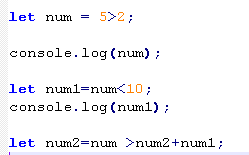 let num = 5>2;
console.log(num);
let num1=num<10;
console.log(num1);
let num2=num >num2+num1;